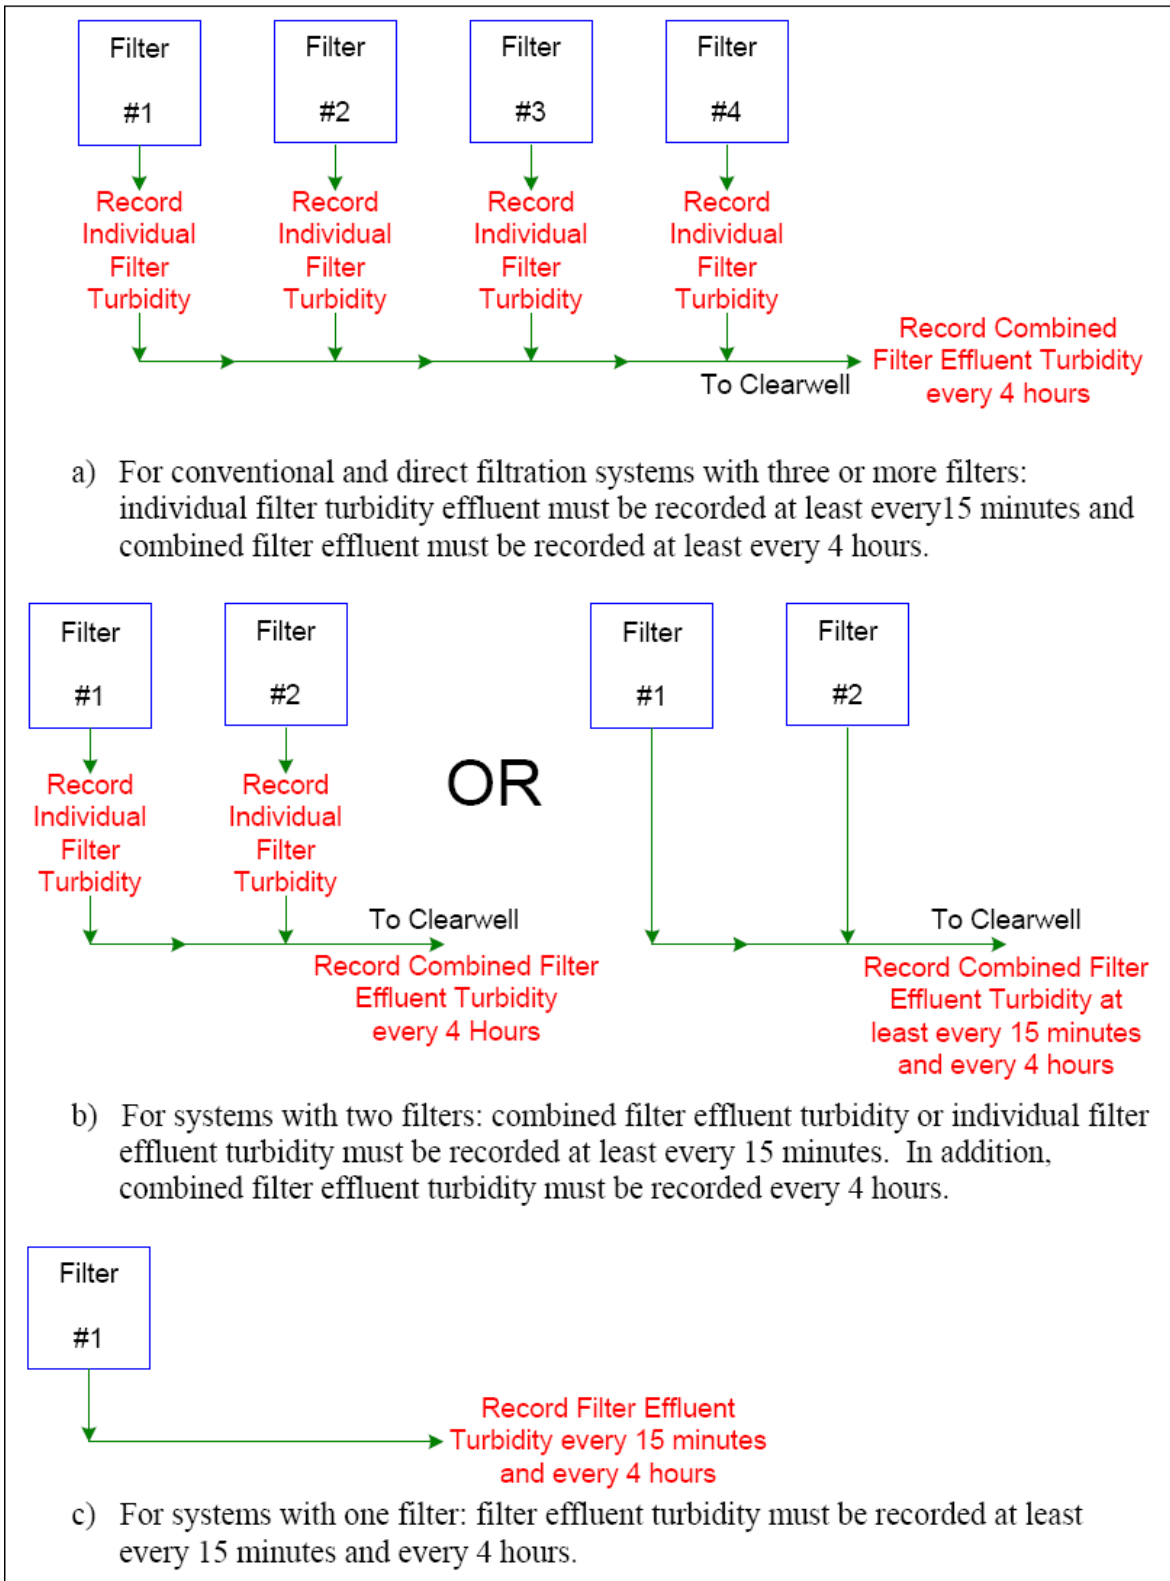 Filter
#1
Filter
#2
Filter
#3
Filter
#4
Record
Individual
Filter
Turbidity
Record
Individual
Filter
Turbidity
Record
Individual
Filter
Turbidity
Record
Individual
Filter
Turbidity
Record Combined
Filter Effluent Turbidity
every 4 hours
To Clearwell
a) For conventional and direct filtration systems with three or more filters:
individual filter turbidity effluent must be recorded at least every15 minutes and
combined filter effluent must be recorded at least every 4 hours.
Filter
#1
Filter
#2
Record
Individual
Filter
Turbidity
Record
Individual
Filter
Turbidity
To Clearwell
Record Combined Filter
Effluent Turbidity
every 4 Hours
OR
Filter
#1
Filter
#2
To Clearwell
Record Combined Filter
Effluent Turbidity at
least every 15 minutes
and every 4 hours
b) For systems with two filters: combined filter effluent turbidity or individual filter
effluent turbidity must be recorded at least every 15 minutes. In addition,
combined filter effluent turbidity must be recorded every 4 hours.
Filter
#1
Record Filter Effluent
Turbidity every 15 minutes
and every 4 hours
c) For systems with one filter: filter effluent turbidity must be recorded at least
every 15 minutes and every 4 hours.